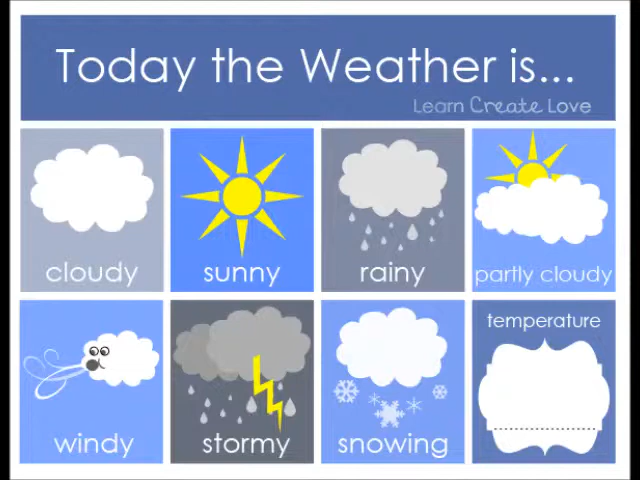 Today the Weather is...
Learn Create Love
cloudy
sunny
rainy
partly cloudy
windy
stormy
snowing
temperature